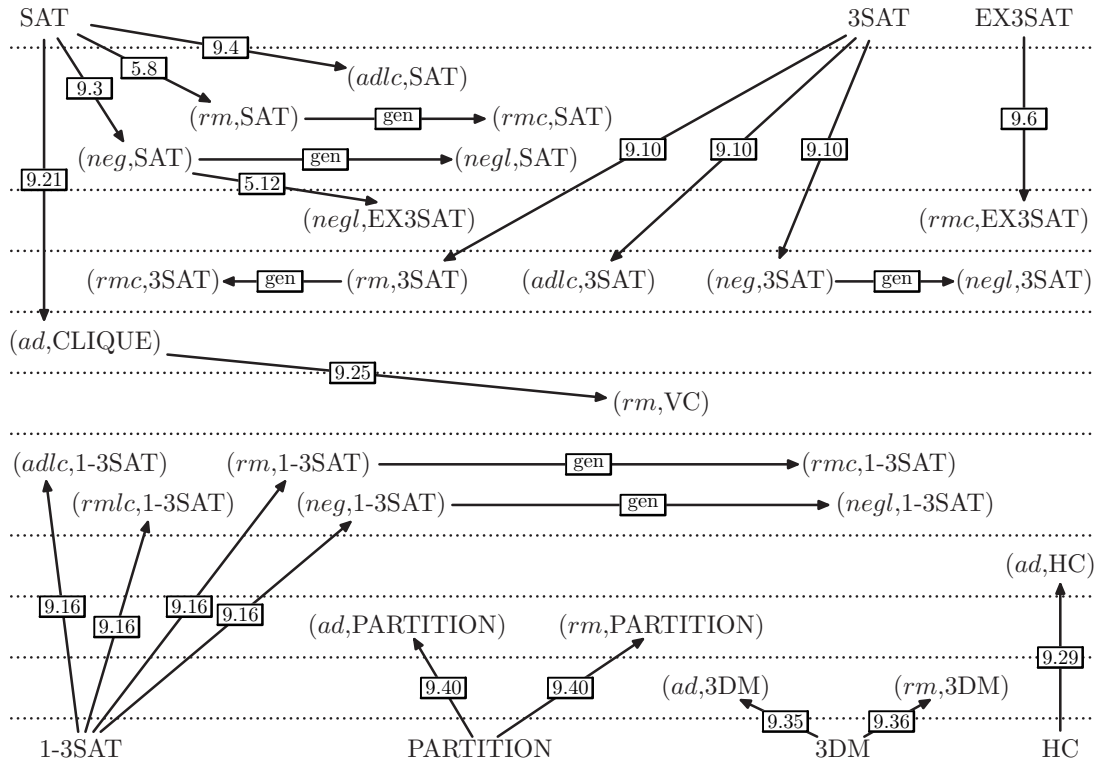 SAT 3SAT EX3SAT
9.4
5.8
(adlc,SAT)
9.3
(rm,SAT) gen (rmc,SAT)
9.6
9.10 9.10 9.10
(neg,SAT) gen (negl,SAT)
9.21 5.12
(negl,EX3SAT) (rmc,EX3SAT)
(rmc,3SAT) gen (rm,3SAT) (adlc,3SAT) (neg,3SAT) gen (negl,3SAT)
(ad,CLIQUE)
9.25
(rm,VC)
(adlc,1-3SAT) (rm,1-3SAT) gen (rmc,1-3SAT)
(rmlc,1-3SAT) (neg,1-3SAT) gen (negl,1-3SAT)
(ad,HC)
9.16 9.16 9.16
9.16 (ad,PARTITION) (rm,PARTITION)
9.29
9.40 9.40 (ad,3DM) (rm,3DM)
9.35 9.36
1-3SAT PARTITION 3DM HC